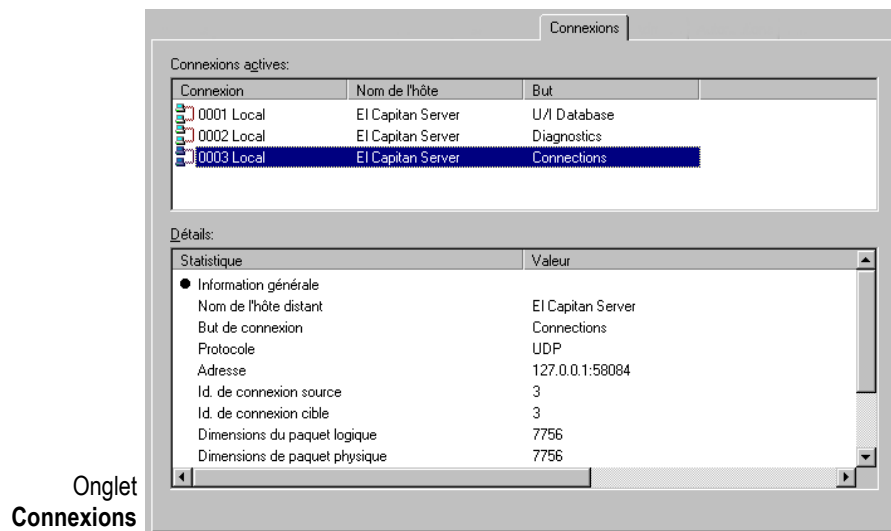 Connexions
Connexions actives:
Connexion Nom de l'hôte But
0001 Local El Capitan Server U/I Database
0002 Local El Capitan Server Diagnostics
0003 Local El Capitan Server Connections
Détails:
Statistique Valeur
Information générale
Nom de l'hôte distant El Capitan Server
But de connexion Connections
Protocole UDP
Adresse 127.0.0.1:58084
Id. de connexion source 3
Id. de connexion cible 3
Dimensions du paquet logique 7756
Dimensions de paquet physique 7756
Onglet
Connexions